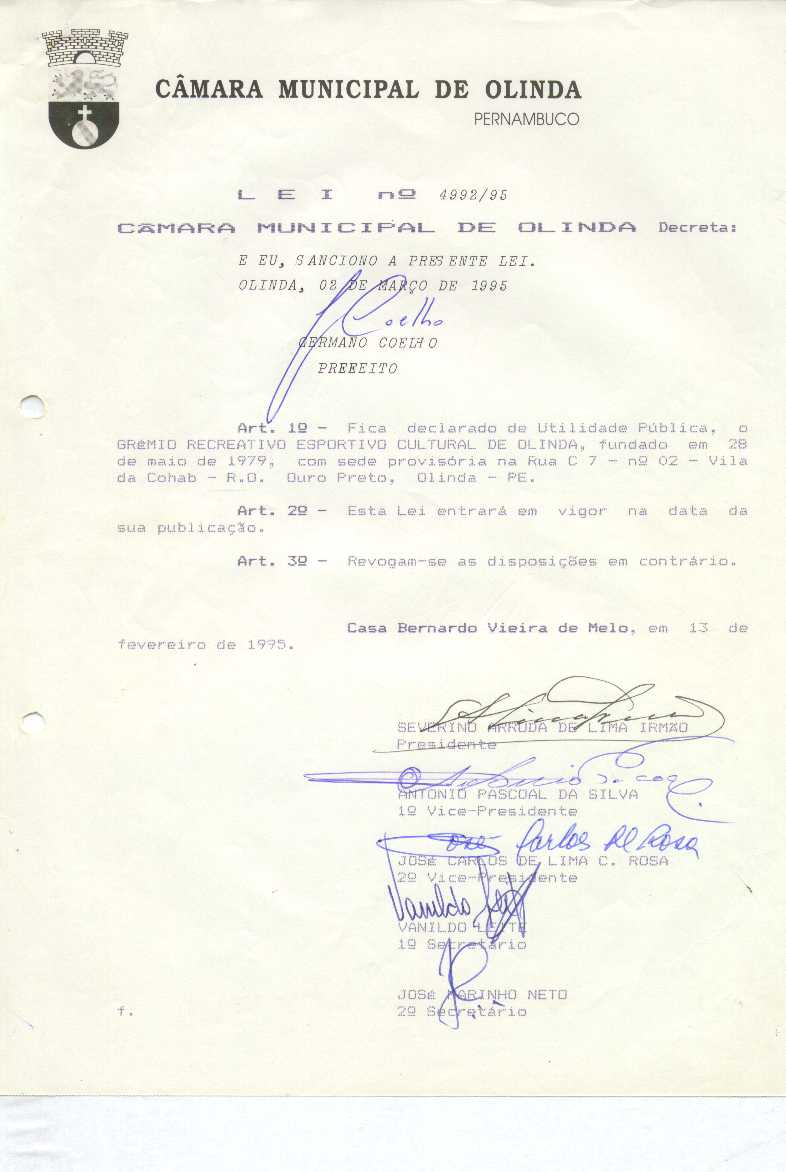 CÂMARA MUNICIPAL DE OLINDA
PERNAMBUCO
L E I nº 4992/95
CÂMARA MUNICIPAL DE OLINDA Decreta:
E EU, SANCIONO A PRESENTE LEI.
OLINDA, 02 DE MARÇO DE 1995
Coelho
GERMANO COELHO
PREFEITO
Art. 1º - Fica declarado de Utilidade Pública, o
GRÊMIO RECREATIVO ESPORTIVO CULTURAL DE OLINDA, fundado em 28
de maio de 1979, com sede provisória na Rua C 7 - nº 02 - Vila
da Cohab - R.D. Ouro Preto, Olinda - PE.
Art. 2º - Esta Lei entrará em vigor na data da
sua publicação.
Art. 3º - Revogam-se as disposições em contrário.
Casa Bernardo Vieira de Melo, em 13 de
fevereiro de 1995.
SEVERINO ARRUDA DE LIMA IRMÃO
Presidente
ANTONIO PASCOAL DA SILVA
1º Vice-Presidente
José Carlos de Rosa
JOSÉ CARLOS DE LIMA C. ROSA
2º Vice-Presidente
Vanildo Leite
VANILDO LEITE
1º Secretário
JOSÉ MARINHO NETO
f. 2º Secretário